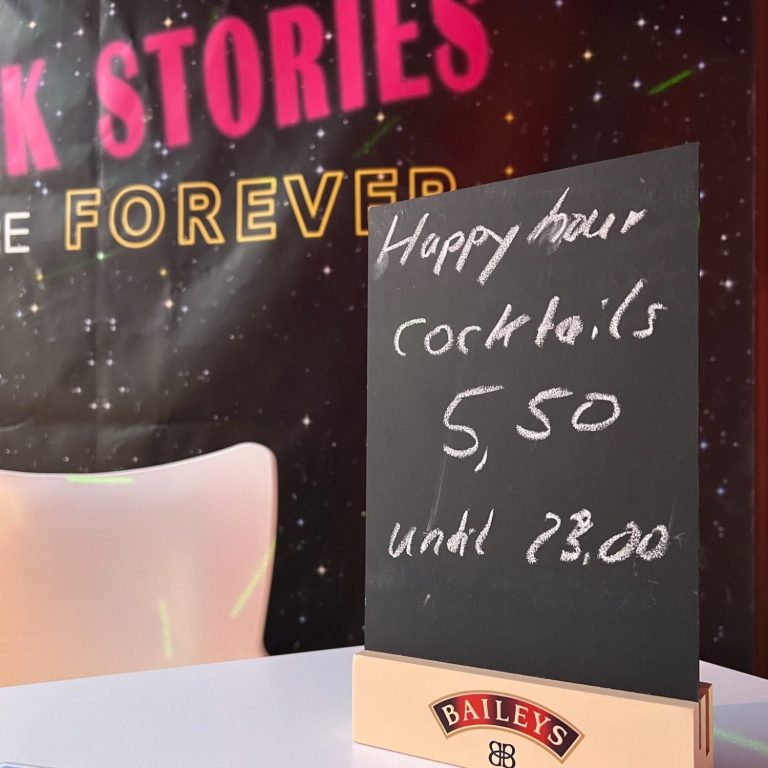 K STORIES
E FOREVER
Happy hour
cocktails
5,50
until 23.00
BAILEYS